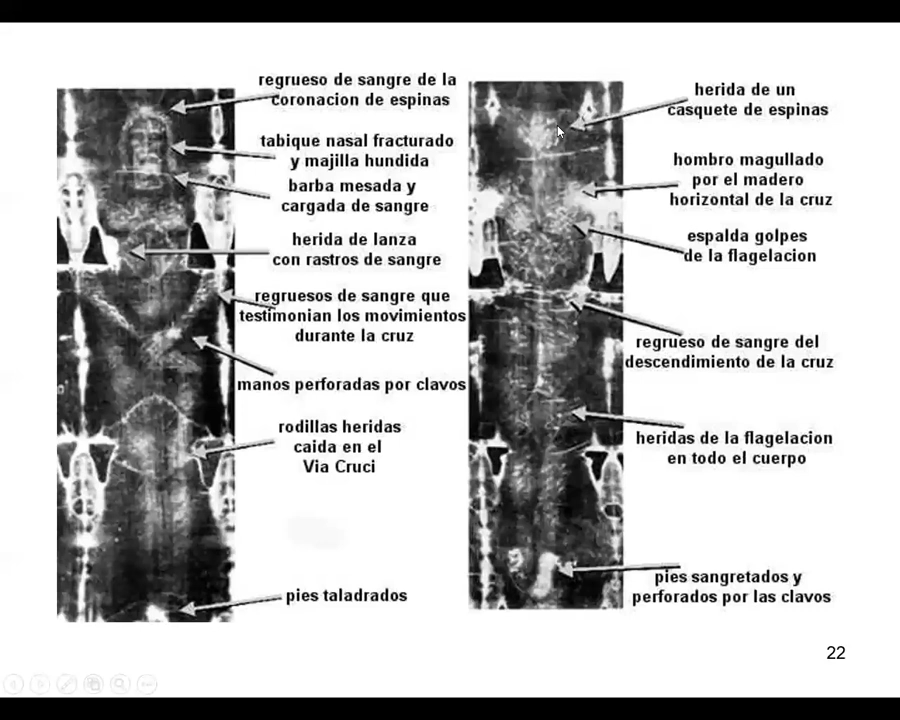 regrueso de sangre de la
coronacion de espinas
tabique nasal fracturado
y majilla hundida
barba mesada y
cargada de sangre
herida de lanza
con rastros de sangre
regruesos de sangre que
testimonian los movimientos
durante la cruz
manos perforadas por clavos
rodillas heridas
caida en el
Via Cruci
pies taladrados
herida de un
casquete de espinas
hombro magullado
por el madero
horizontal de la cruz
espalda golpes
de la flagelacion
regrueso de sangre del
descendimiento de la cruz
heridas de la flagelacion
en todo el cuerpo
pies sangretados y
perforados por las clavos
22